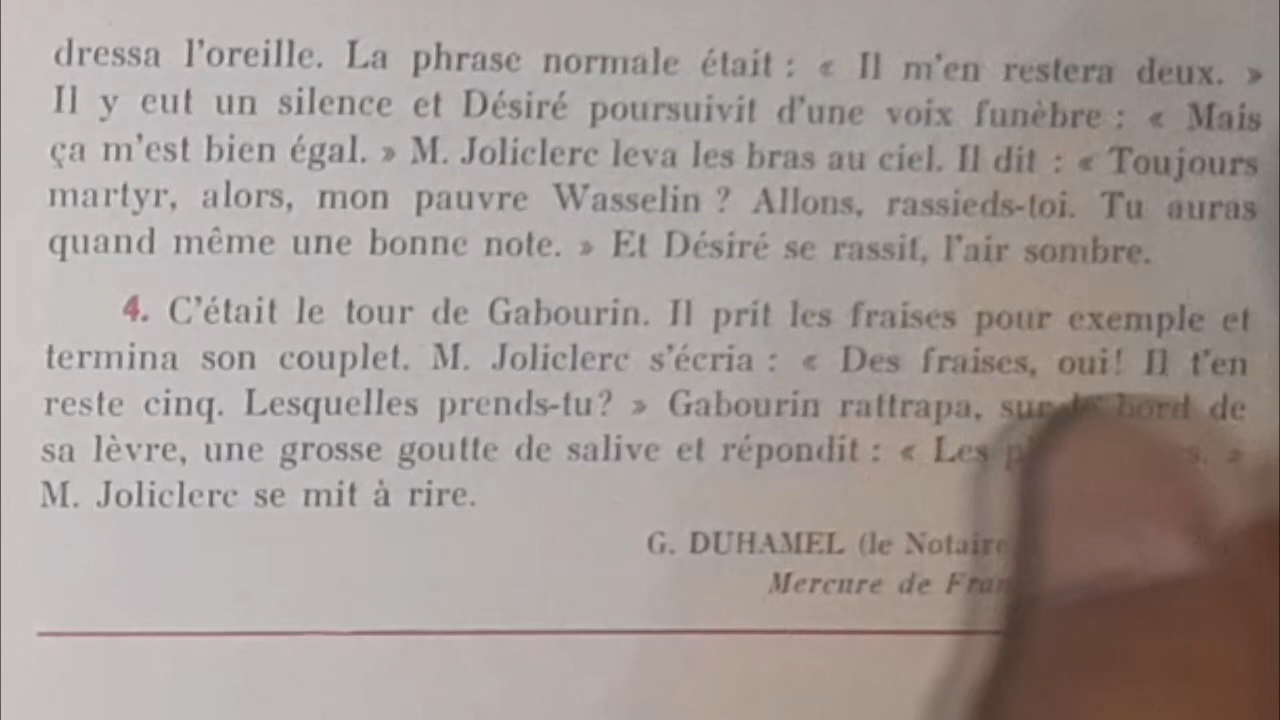 dressa l'oreille. La phrase normale était : « Il m'en restera deux. »
Il y eut un silence et Désiré poursuivit d'une voix funèbre : « Mais
ça m'est bien égal. » M. Joliclerc leva les bras au ciel. Il dit : « Toujours
martyr, alors, mon pauvre Wasselin ? Allons, rassieds-toi. Tu auras
quand même une bonne note. » Et Désiré se rassit, l'air sombre.
4. C'était le tour de Gabourin. Il prit les fraises pour exemple et
termina son couplet. M. Joliclerc s'écria : « Des fraises, oui! Il t'en
reste cinq. Lesquelles prends-tu? » Gabourin rattrapa, sur le bord de
sa lèvre, une grosse goutte de salive et répondit : « Les »
M. Joliclerc se mit à rire.
G. DUHAMEL (le Notaire
Mercure de